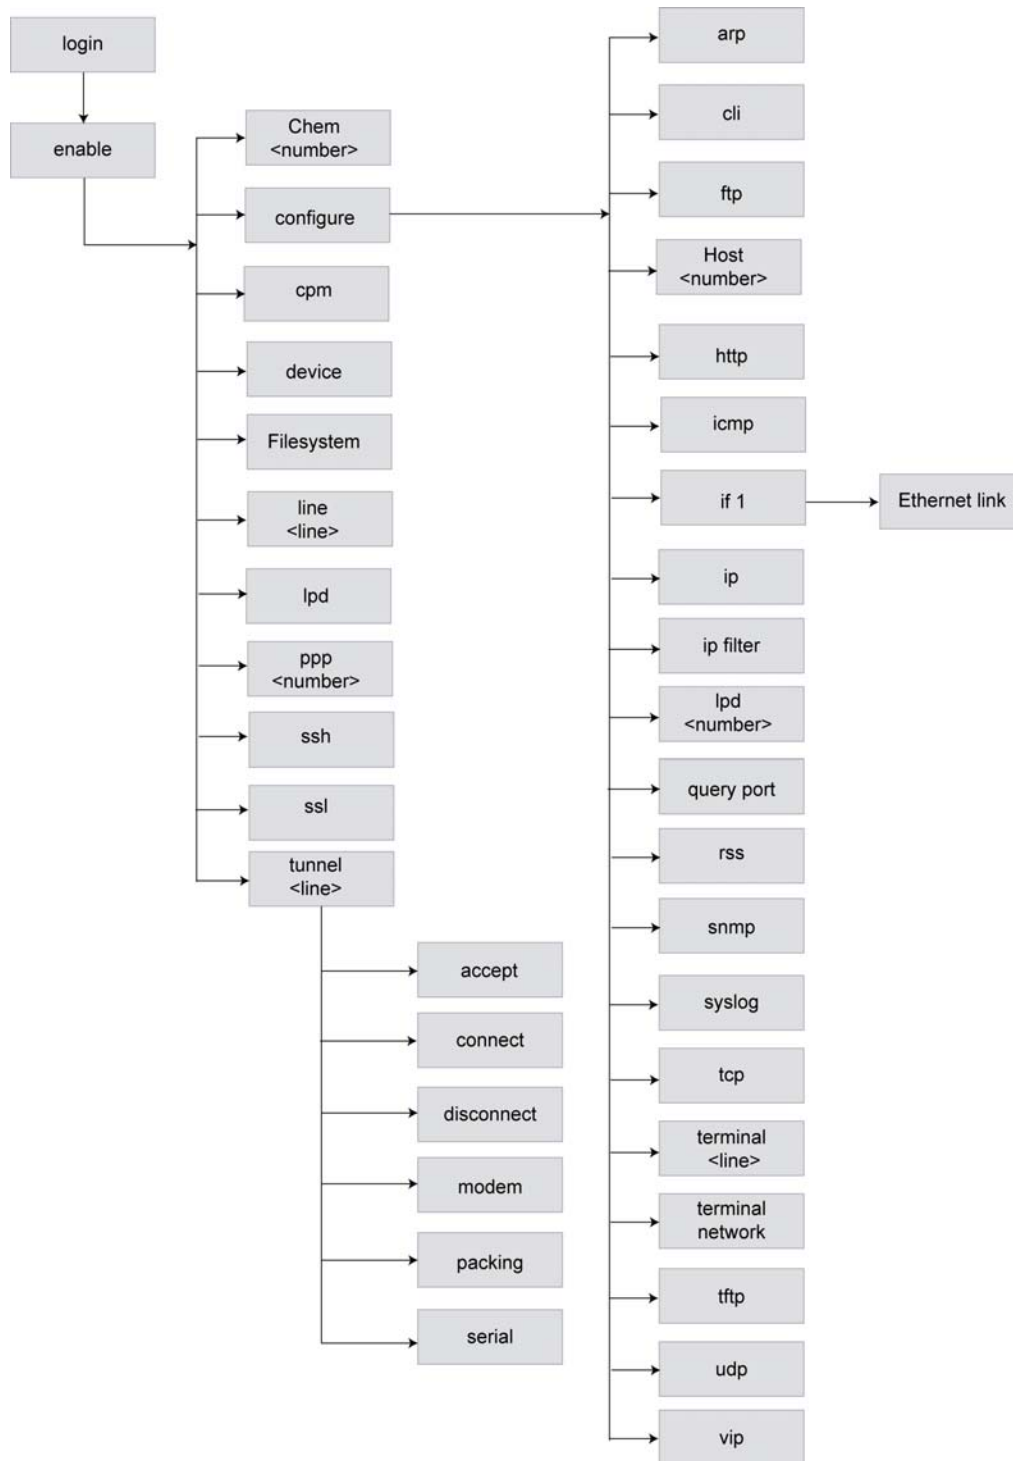 login
enable
Chem
<number>
configure
cpm
device
Filesystem
line
<line>
lpd
ppp
<number>
ssh
ssl
tunnel
<line>
accept
connect
disconnect
modem
packing
serial
arp
cli
ftp
Host
<number>
http
icmp
if 1
Ethernet link
ip
ip filter
lpd
<number>
query port
rss
snmp
syslog
tcp
terminal
<line>
terminal
network
tftp
udp
vip